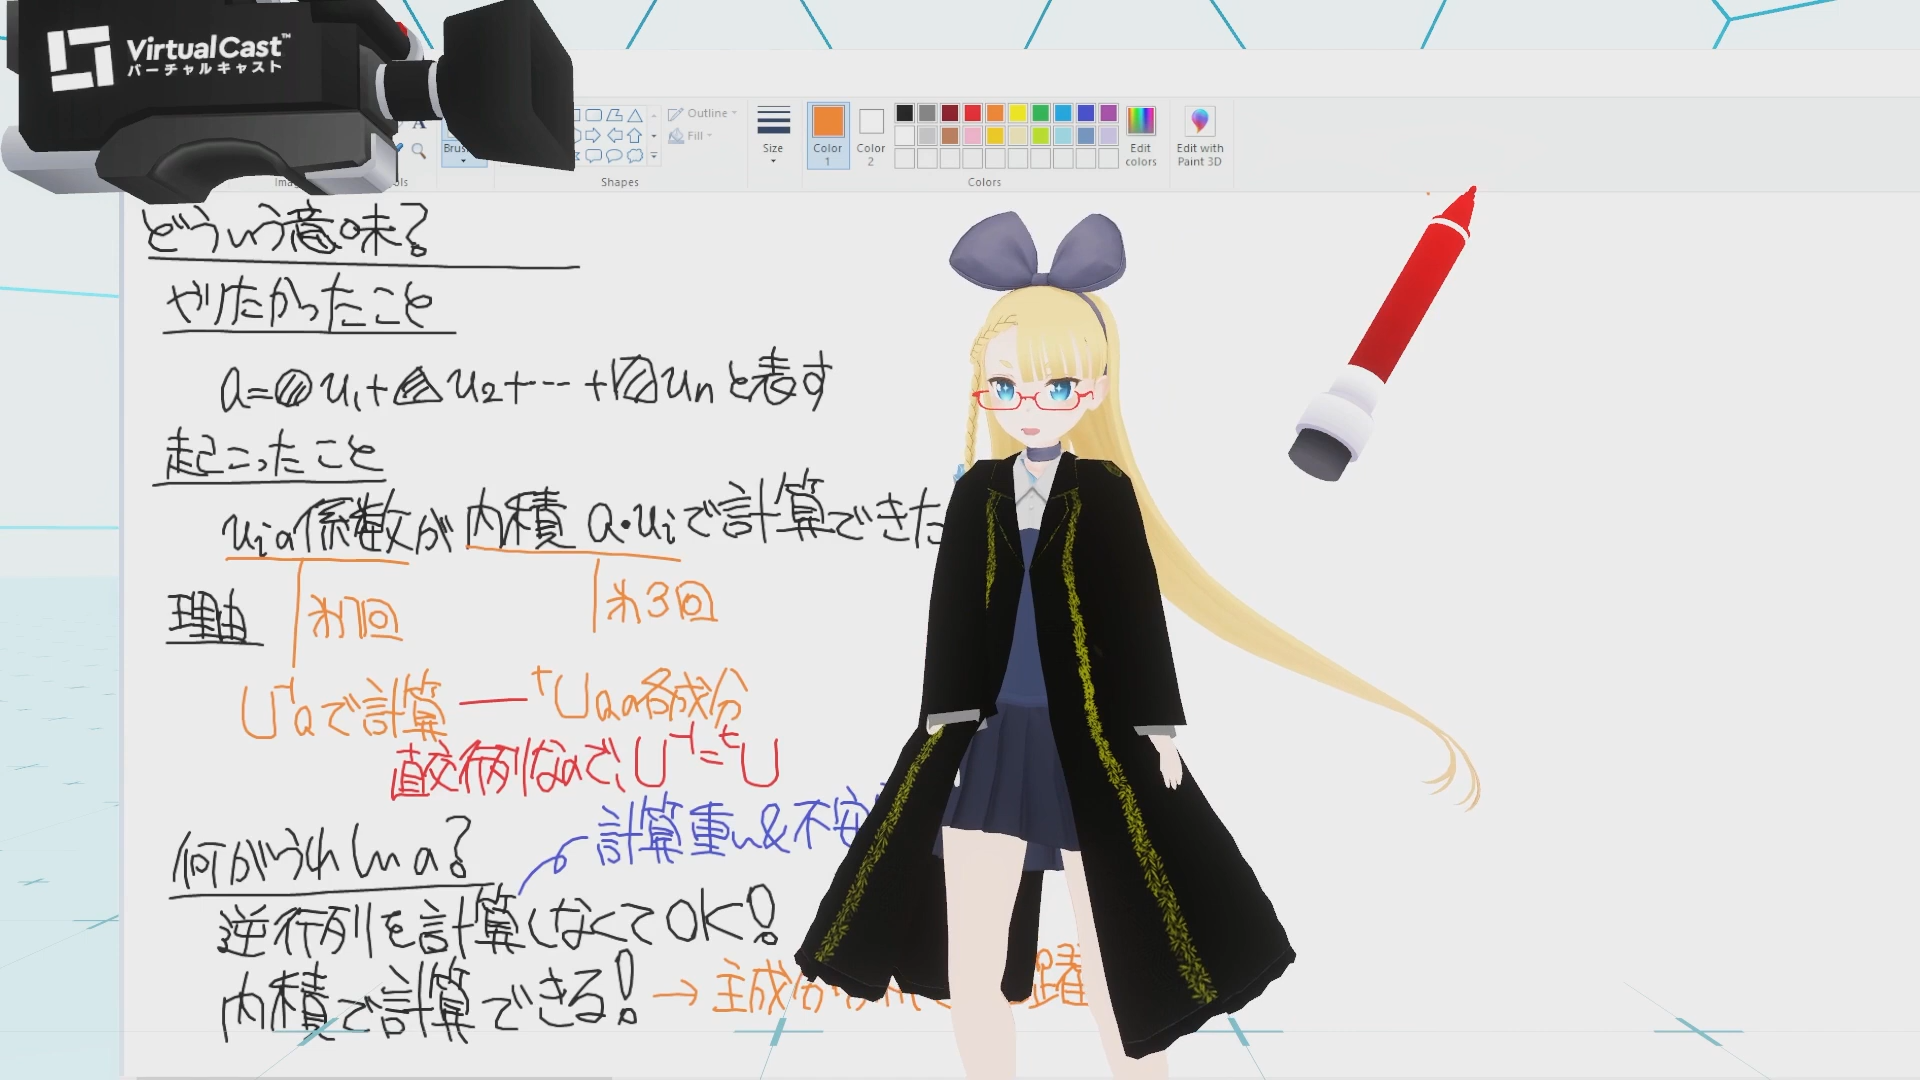 VirtualCast™
バーチャルキャスト
Outline
Fill
Size
Color
1
Color
2
Edit
colors
Edit with
Paint 3D
Shapes
Colors
どういう意味?
やりたかったこと
a=●u₁+▲u₂+…+■uₙと表す
起こったこと
uᵢの係数が内積 a・uᵢで計算できた
理由
第1回
第3回
U⁻¹aで計算 — ᵗUaの各成分
直交行列なので、U⁻¹=ᵗU
計算重い&不安
何がうれしいの?
逆行列を計算しなくてOK!
内積で計算できる! → 主成分
躍